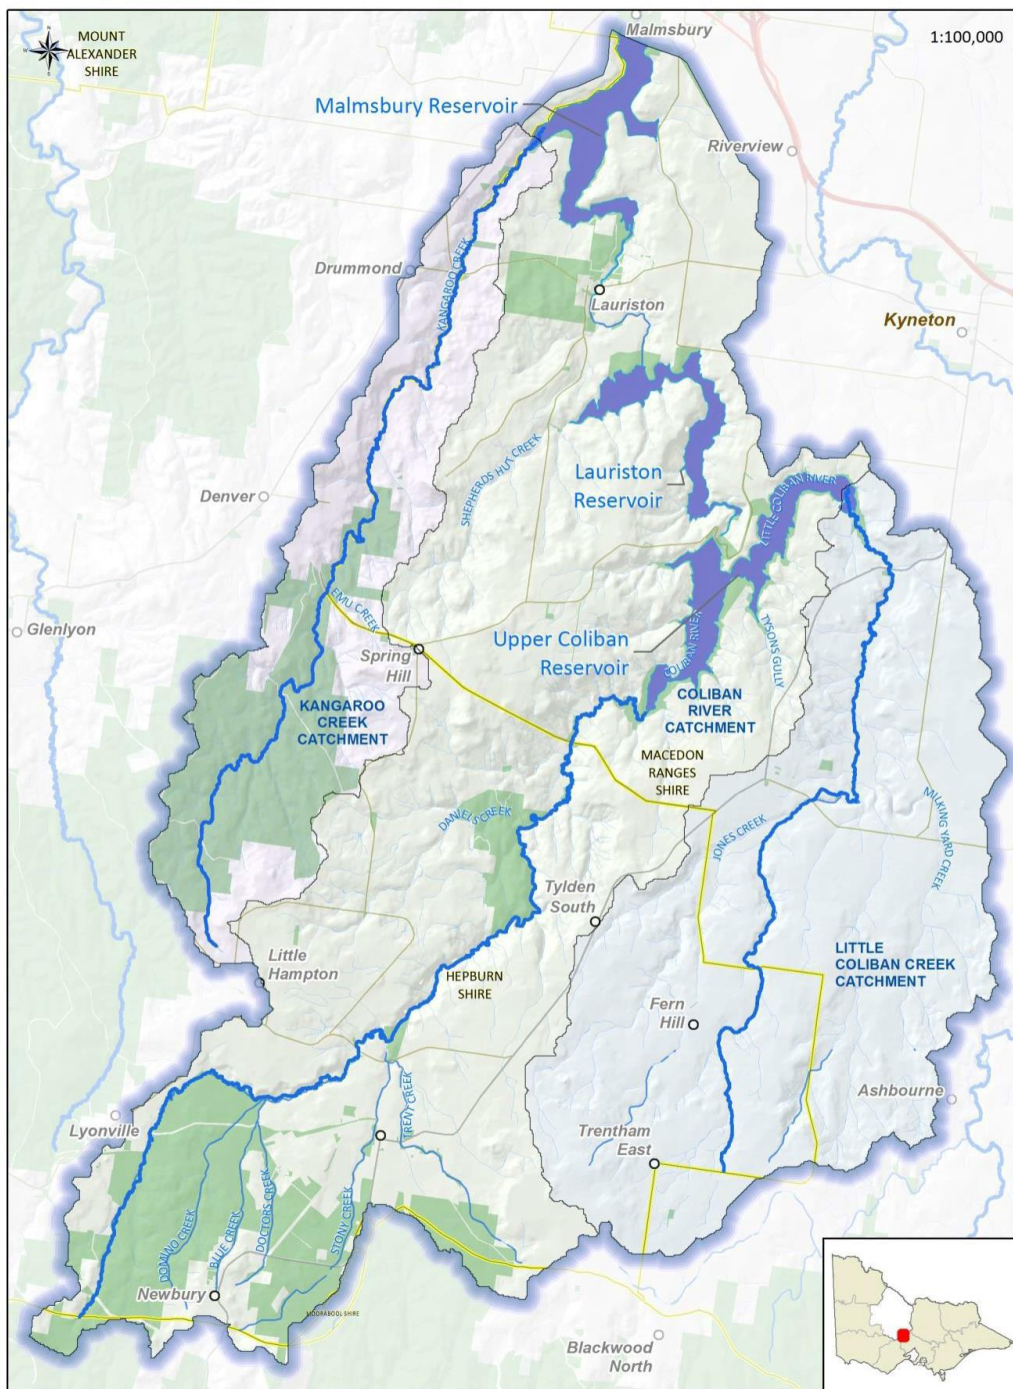 Malmsbury
MOUNT
ALEXANDER
SHIRE
1:100,000
N
W
E
S
Malmsbury Reservoir
Riverview
Drummond
KANGAROO CREEK
Lauriston
Kyneton
SHEPHERDS HUT CREEK
Lauriston
Reservoir
LITTLE COLIBAN RIVER
Denver
EMU CREEK
Glenlyon
Spring
Hill
Upper Coliban
Reservoir
COLIBAN RIVER
TYSONS GULLY
KANGAROO
CREEK
CATCHMENT
COLIBAN
RIVER
CATCHMENT
MACEDON
RANGES
SHIRE
DANIELS CREEK
JONES CREEK
MILKING YARD CREEK
Tylden
South
Little
Hampton
HEPBURN
SHIRE
LITTLE
COLIBAN CREEK
CATCHMENT
Fern
Hill
Ashbourne
Lyonville
TRENT CREEK
Trentham
East
DOMINO CREEK
BLUE CREEK
DOCTORS CREEK
STONY CREEK
Newbury
MOORABOOL SHIRE
Blackwood
North